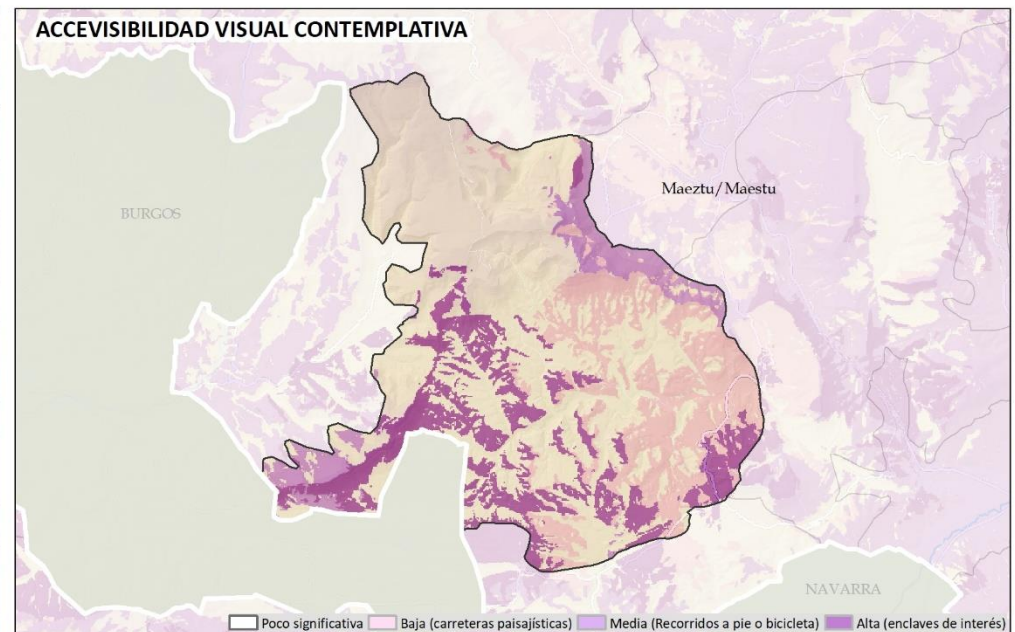 ACCEVISIBILIDAD VISUAL CONTEMPLATIVA
Maeztu/Maestu
BURGOS
NAVARRA
Poco significativa Baja (carreteras paisajísticas) Media (Recorridos a pie o bicicleta) Alta (enclaves de interés)